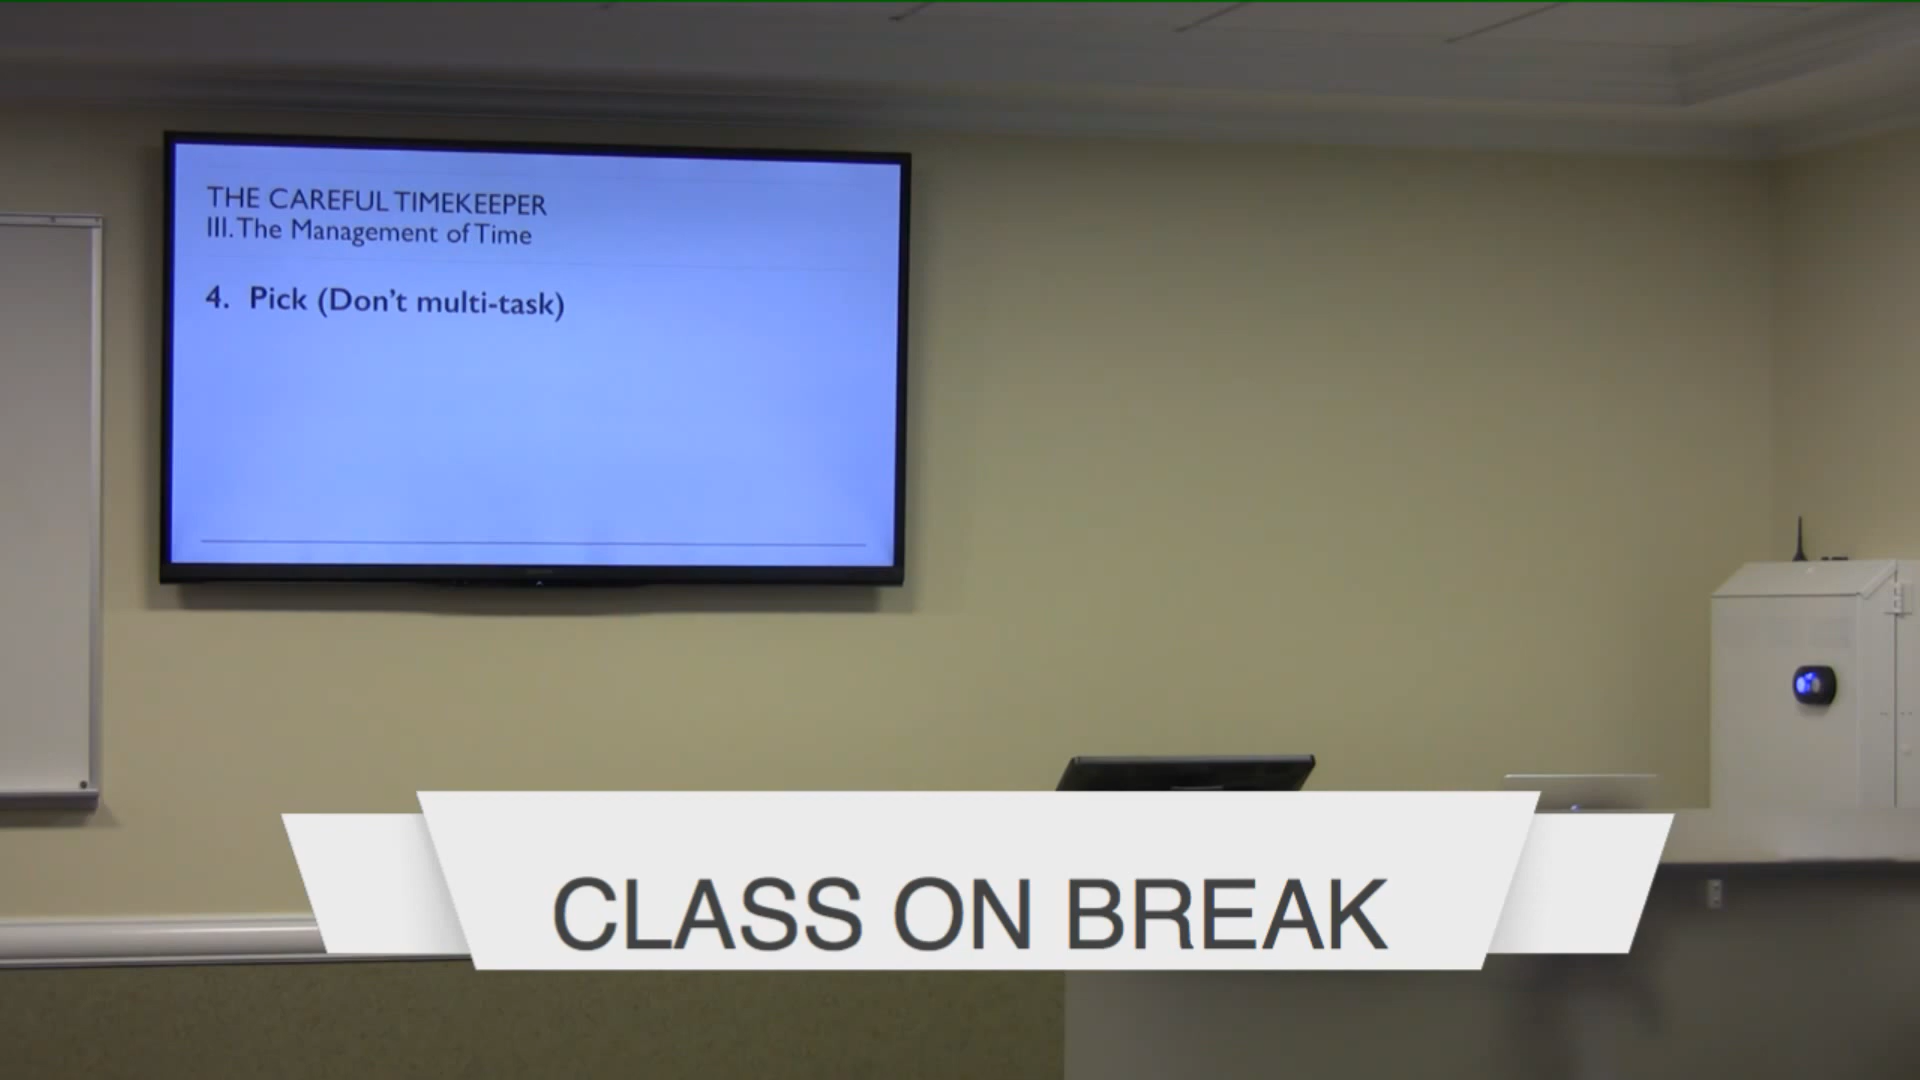 THE CAREFUL TIMEKEEPER
III. The Management of Time
4. Pick (Don't multi-task)
CLASS ON BREAK